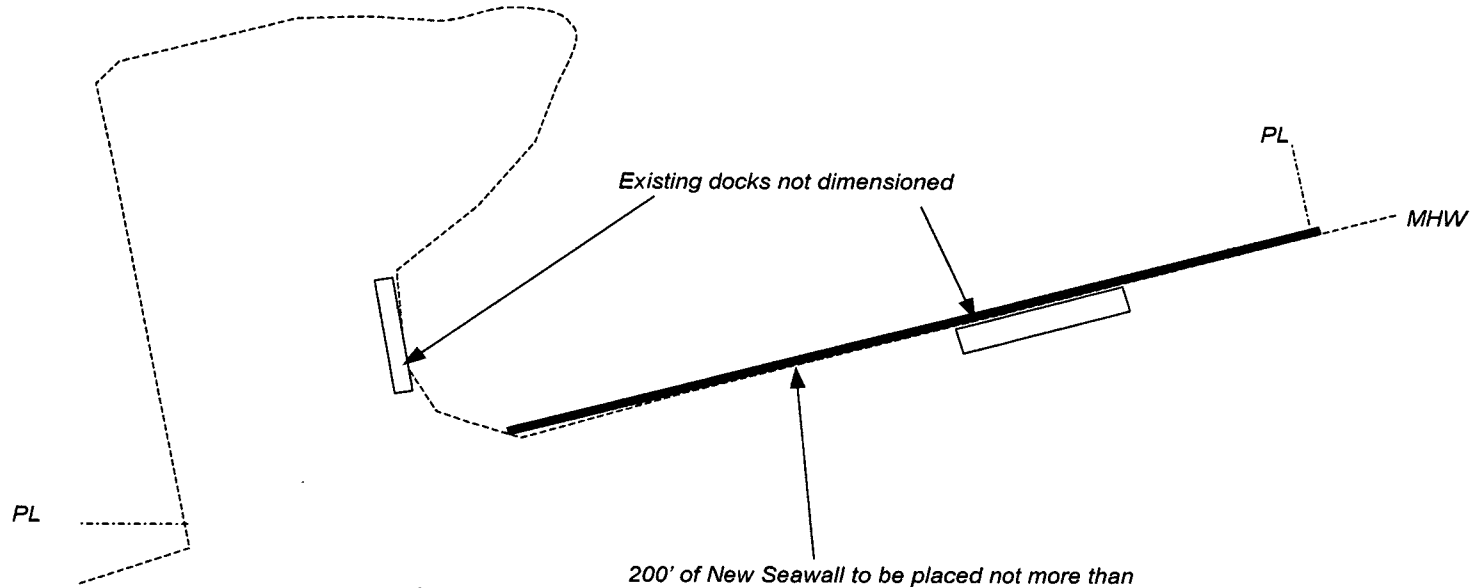 PL
Existing docks not dimensioned
MHW
PL
200' of New Seawall to be placed not more than